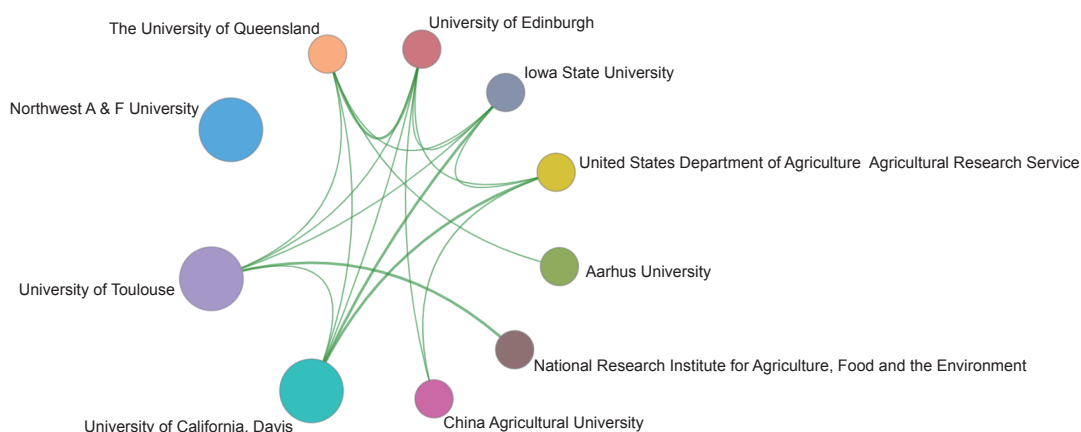 University of Edinburgh
The University of Queensland
Iowa State University
Northwest A & F University
United States Department of Agriculture Agricultural Research Service
Aarhus University
University of Toulouse
National Research Institute for Agriculture, Food and the Environment
China Agricultural University
University of California, Davis